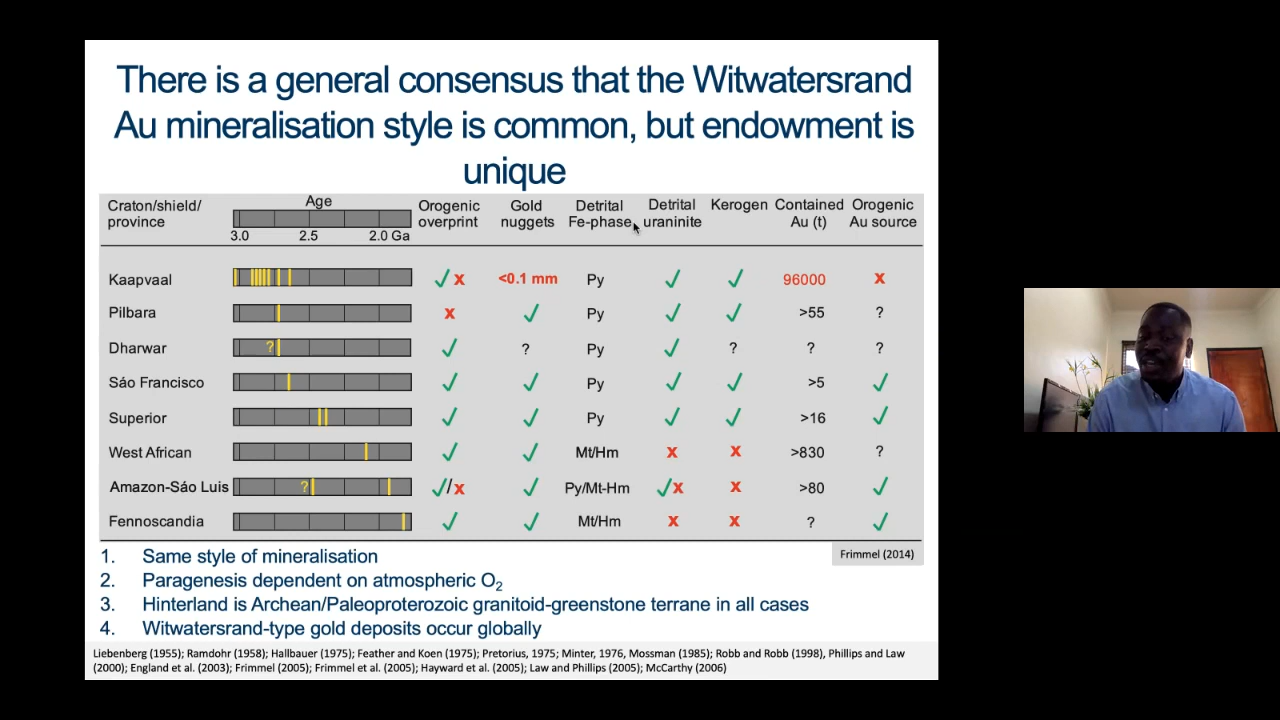 There is a general consensus that the Witwatersrand
Au mineralisation style is common, but endowment is
unique
Craton/shield/ province Age 3.0 2.5 2.0 Ga Orogenic overprint Gold nuggets Detrital Fe-phase Detrital uraninite Kerogen Contained Au (t) Orogenic Au source
Kaapvaal ✓ x <0.1 mm Py ✓ ✓ 96000 x
Pilbara x ✓ Py ✓ ✓ >55 ?
Dharwar ? ✓ ? Py ✓ ? ? ?
Sáo Francisco ✓ ✓ Py ✓ ✓ >5 ✓
Superior ✓ ✓ Py ✓ ✓ >16 ✓
West African ✓ ✓ Mt/Hm x x >830 ?
Amazon-Sáo Luis ? ✓/x ✓ Py/Mt-Hm ✓x x >80 ✓
Fennoscandia ✓ ✓ Mt/Hm x x ? ✓
1. Same style of mineralisation
Frimmel (2014)
2. Paragenesis dependent on atmospheric O₂
3. Hinterland is Archean/Paleoproterozoic granitoid-greenstone terrane in all cases
4. Witwatersrand-type gold deposits occur globally
Liebenberg (1955); Ramdohr (1958); Hallbauer (1975); Feather and Koen (1975); Pretorius, 1975; Minter, 1976, Mossman (1985); Robb and Robb (1998), Phillips and Law
(2000); England et al. (2003); Frimmel (2005); Frimmel et al. (2005); Hayward et al. (2005); Law and Phillips (2005); McCarthy (2006)